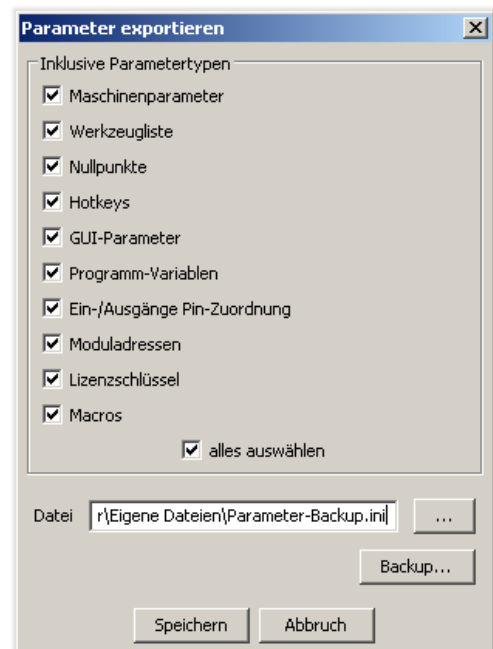 Parameter exportieren
Inklusive Parametertypen
Maschinenparameter
Werkzeugliste
Nullpunkte
Hotkeys
GUI-Parameter
Programm-Variablen
Ein-/Ausgänge Pin-Zuordnung
Moduladressen
Lizenzschlüssel
Macros
alles auswählen
Datei r\Eigene Dateien\Parameter-Backup.ini ...
Backup...
Speichern Abbruch